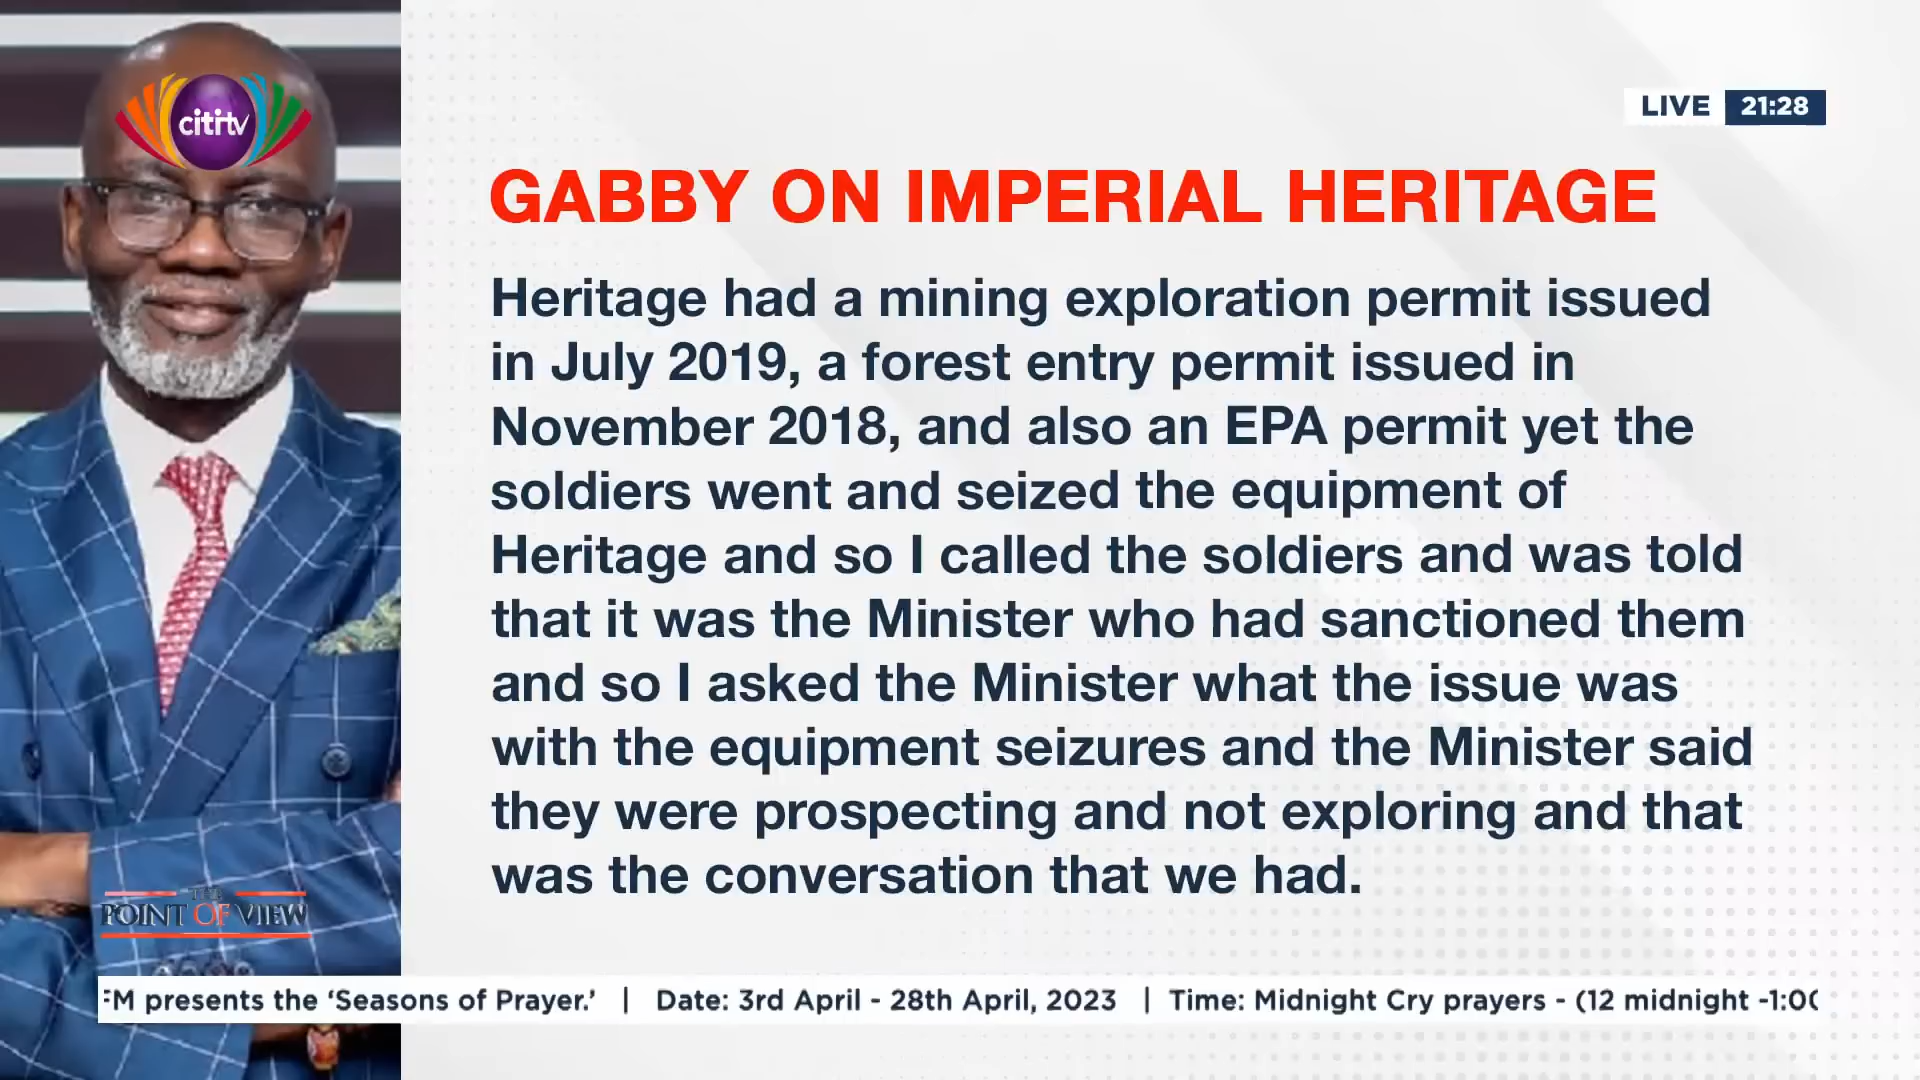 cititv
LIVE 21:28
GABBY ON IMPERIAL HERITAGE
Heritage had a mining exploration permit issued
in July 2019, a forest entry permit issued in
November 2018, and also an EPA permit yet the
soldiers went and seized the equipment of
Heritage and so I called the soldiers and was told
that it was the Minister who had sanctioned them
and so I asked the Minister what the issue was
with the equipment seizures and the Minister said
they were prospecting and not exploring and that
was the conversation that we had.
THE
POINT OF VIEW
FM presents the ‘Seasons of Prayer.’ | Date: 3rd April - 28th April, 2023 | Time: Midnight Cry prayers - (12 midnight -1:00